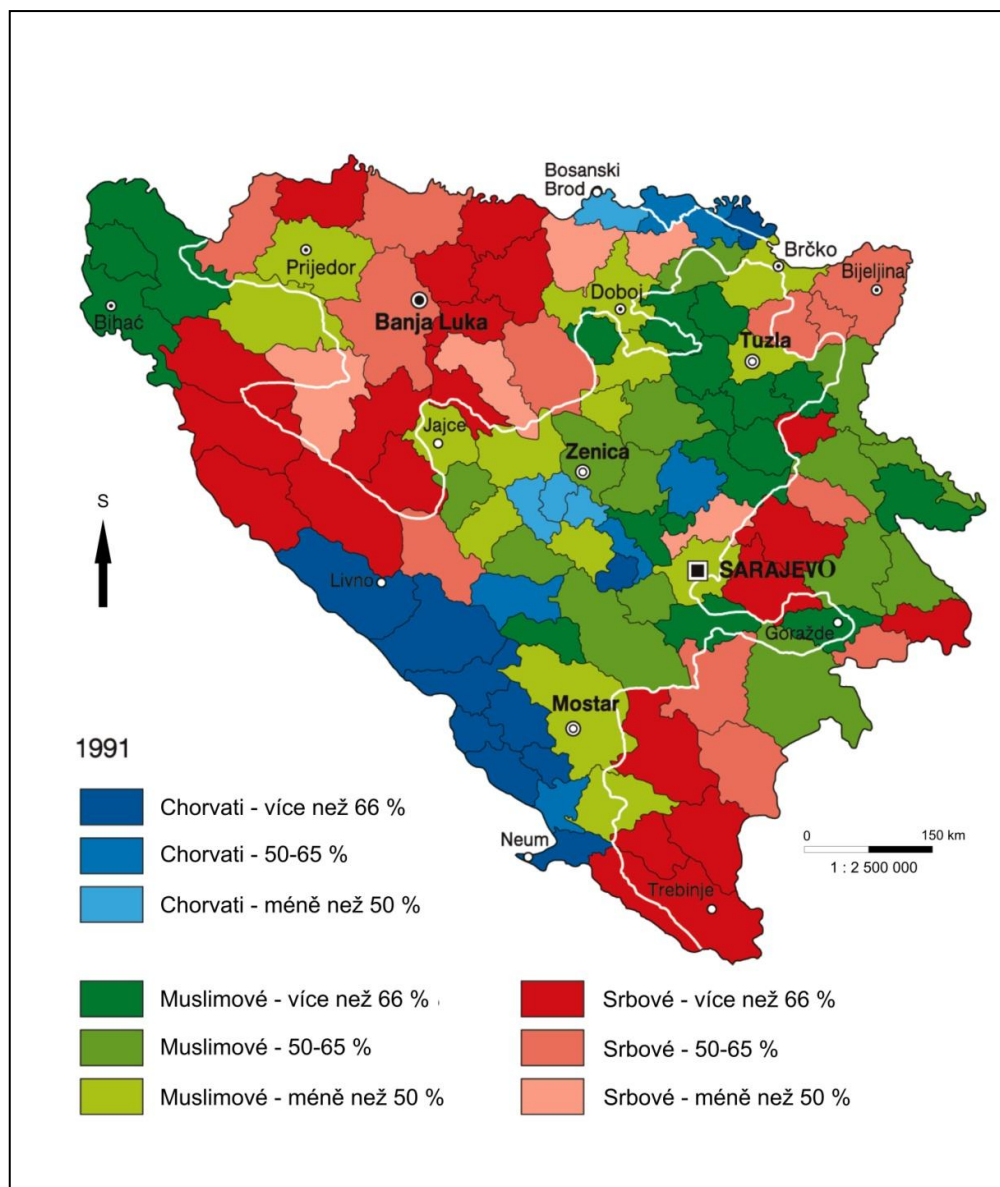 Bosanski
Brod
Prijedor
Brčko
Bijeljina
Bihać
Banja Luka
Doboj
Tuzla
Jajce
Zenica
S
SARAJEVO
Livno
Goražde
Mostar
Neum
Trebinje
1991
0 150 km
1 : 2 500 000
Chorvati - více než 66 %
Chorvati - 50-65 %
Chorvati - méně než 50 %
Muslimové - více než 66 %
Muslimové - 50-65 %
Muslimové - méně než 50 %
Srbové - více než 66 %
Srbové - 50-65 %
Srbové - méně než 50 %